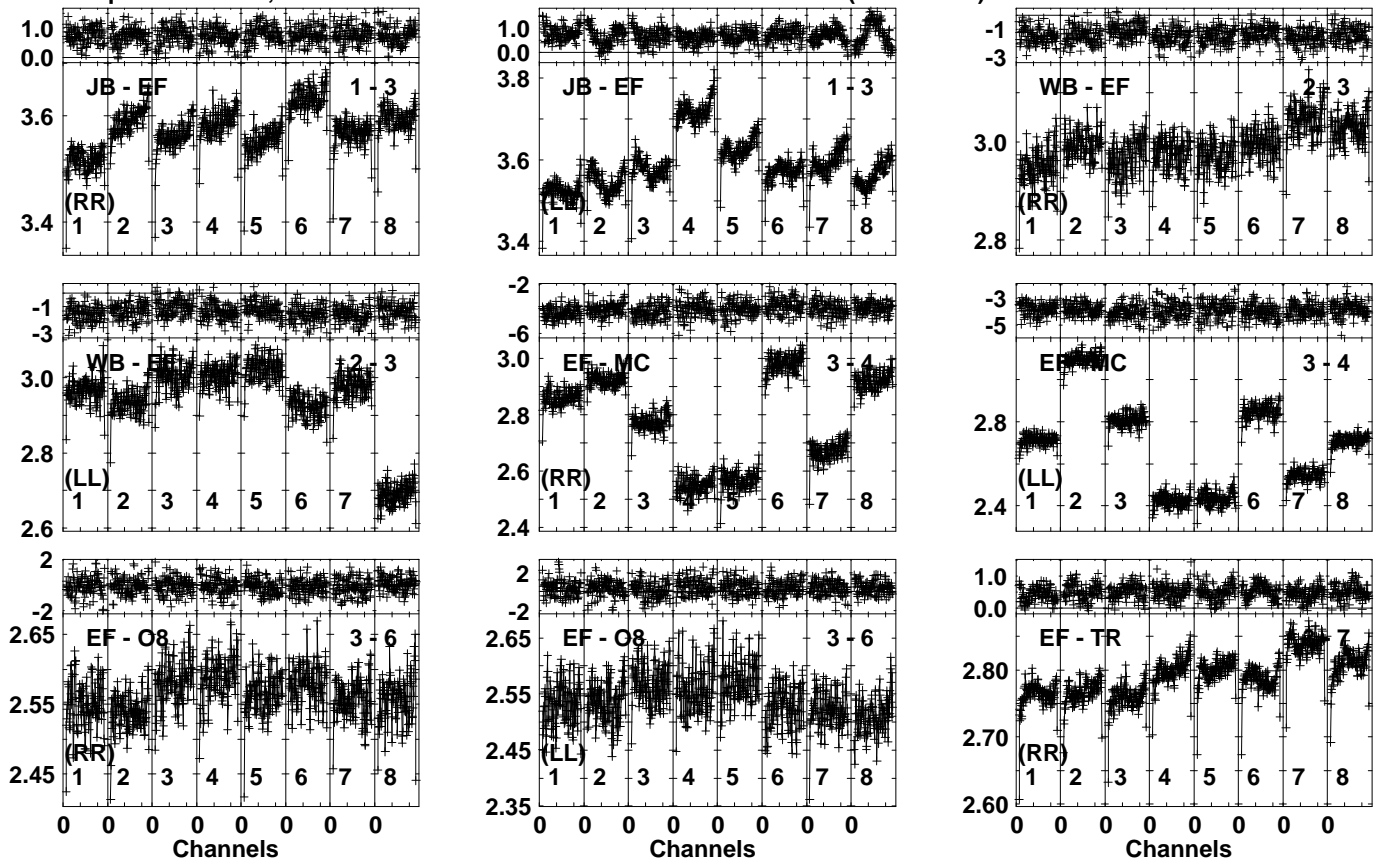 1.0
0.0
JB - EF 1 - 3
3.6
3.4
(RR)
1 2 3 4 5 6 7 8
1.0
0.0
JB - EF 1 - 3
3.8
3.6
3.4
1 2 3 4 5 6 7 8
-1
-3
WB - EF 2 - 3
3.0
2.8
(RR)
1 2 3 4 5 6 7 8
-1
-3
WB - EF 2 - 3
3.0
2.8
2.6
(LL)
1 2 3 4 5 6 7 8
-2
-6
EF - MC 3 - 4
3.0
2.8
2.6
2.4
(RR)
1 2 3 4 5 6 7 8
-3
-5
EF - MC 3 - 4
2.8
2.4
(LL)
1 2 3 4 5 6 7 8
2
-2
EF - O8 3 - 6
2.65
2.55
2.45
(RR)
1 2 3 4 5 6 7 8
0 0 0 0 0 0 0 0
Channels
2
-2
EF - O8 3 - 6
2.65
2.55
2.45
2.35
(LL)
1 2 3 4 5 6 7 8
0 0 0 0 0 0 0 0
Channels
1.0
0.0
EF - TR 7
2.80
2.70
2.60
(RR)
1 2 3 4 5 6 7 8
0 0 0 0 0 0 0 0
Channels